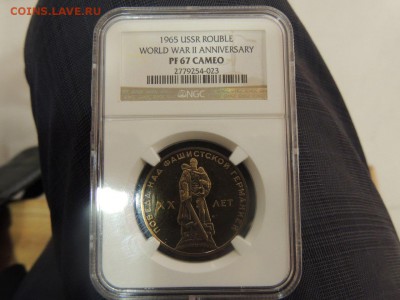 COINS.LAVE.RU
1965 USSR ROUBLE
WORLD WAR II ANNIVERSARY
PF 67 CAMEO
2779254-023
NGC
ПОБЕДА НАД ФАШИСТСКОЙ ГЕРМАНИЕЙ
XX ЛЕТ